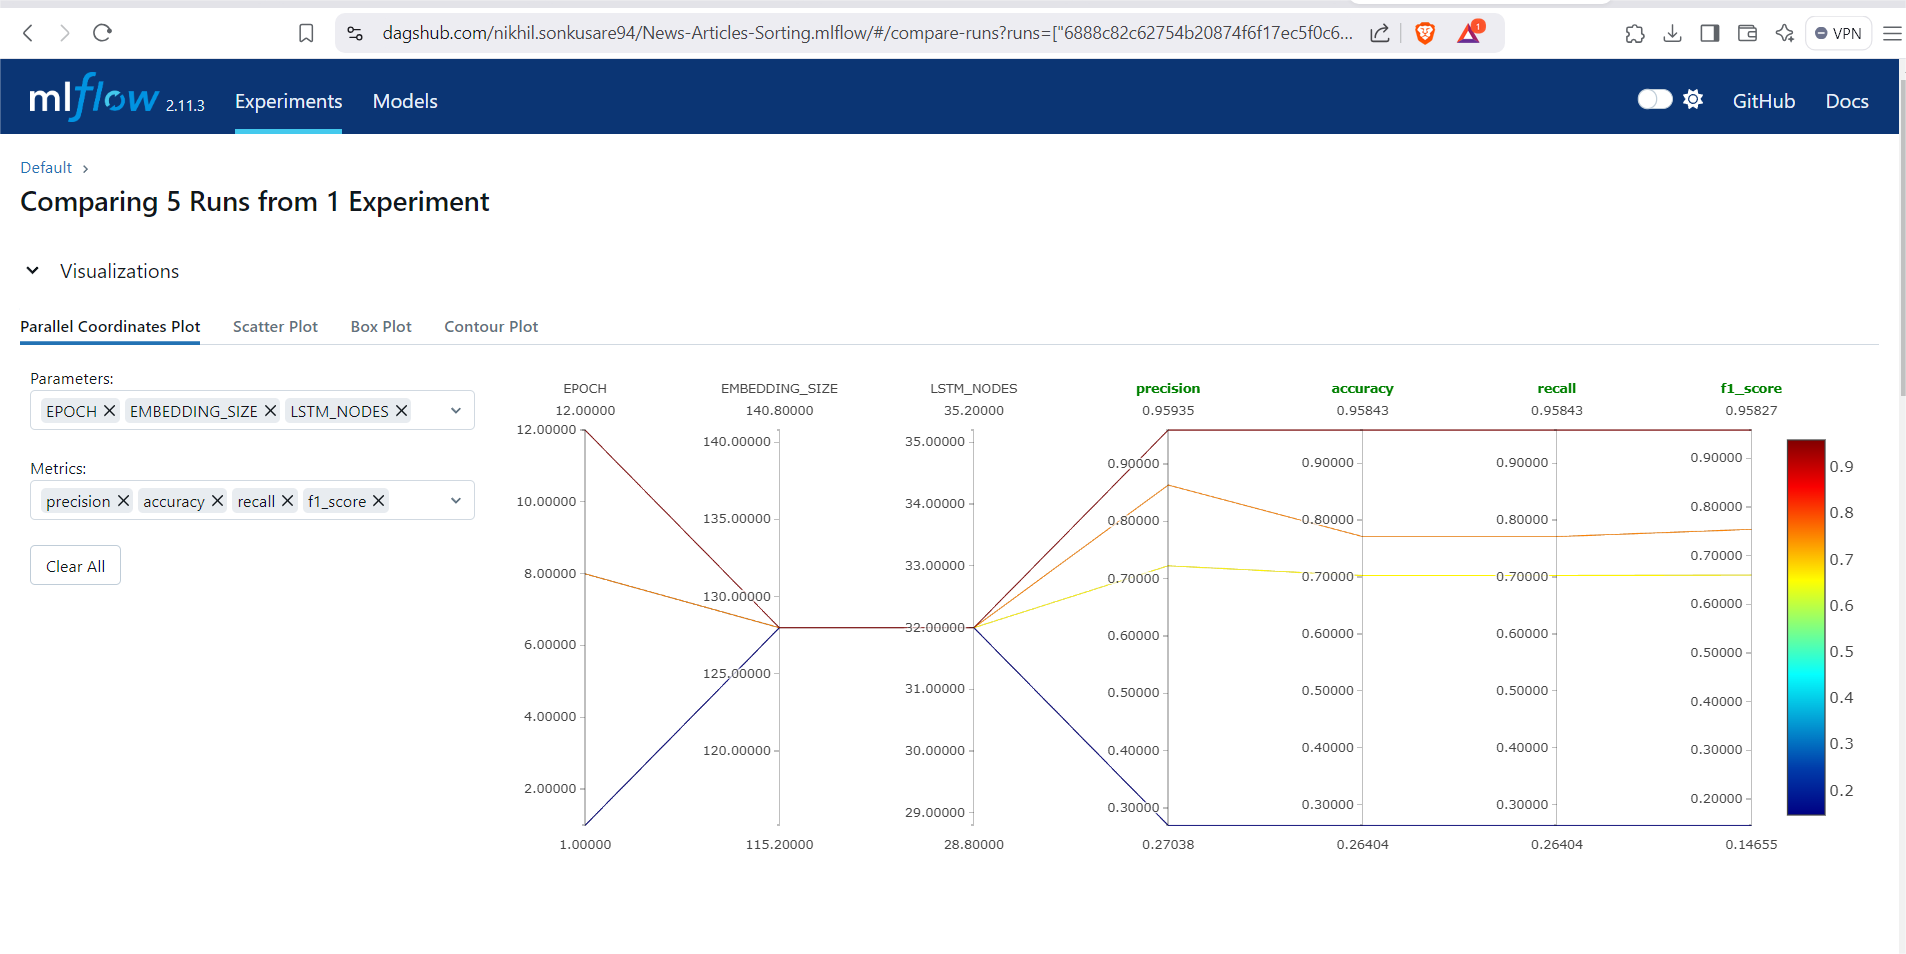 dagshub.com/nikhil.sonkusare94/News-Articles-Sorting.mlflow/#/compare-runs?runs=["6888c82c62754b20874f6f17ec5f0c6...
1
VPN
mlflow 2.11.3
Experiments
Models
GitHub
Docs
Default
Comparing 5 Runs from 1 Experiment
Visualizations
Parallel Coordinates Plot
Scatter Plot
Box Plot
Contour Plot
Parameters:
EPOCH
EMBEDDING_SIZE
LSTM_NODES
Metrics:
precision
accuracy
recall
f1_score
Clear All
EPOCH
12.00000
12.00000
10.00000
8.00000
6.00000
4.00000
2.00000
1.00000
EMBEDDING_SIZE
140.80000
140.00000
135.00000
130.00000
125.00000
120.00000
115.20000
LSTM_NODES
35.20000
35.00000
34.00000
33.00000
32.00000
31.00000
30.00000
29.00000
28.80000
precision
0.95935
0.90000
0.80000
0.70000
0.60000
0.50000
0.40000
0.30000
0.27038
accuracy
0.95843
0.90000
0.80000
0.70000
0.60000
0.50000
0.40000
0.30000
0.26404
recall
0.95843
0.90000
0.80000
0.70000
0.60000
0.50000
0.40000
0.30000
0.26404
f1_score
0.95827
0.90000
0.80000
0.70000
0.60000
0.50000
0.40000
0.30000
0.20000
0.14655
0.9
0.8
0.7
0.6
0.5
0.4
0.3
0.2